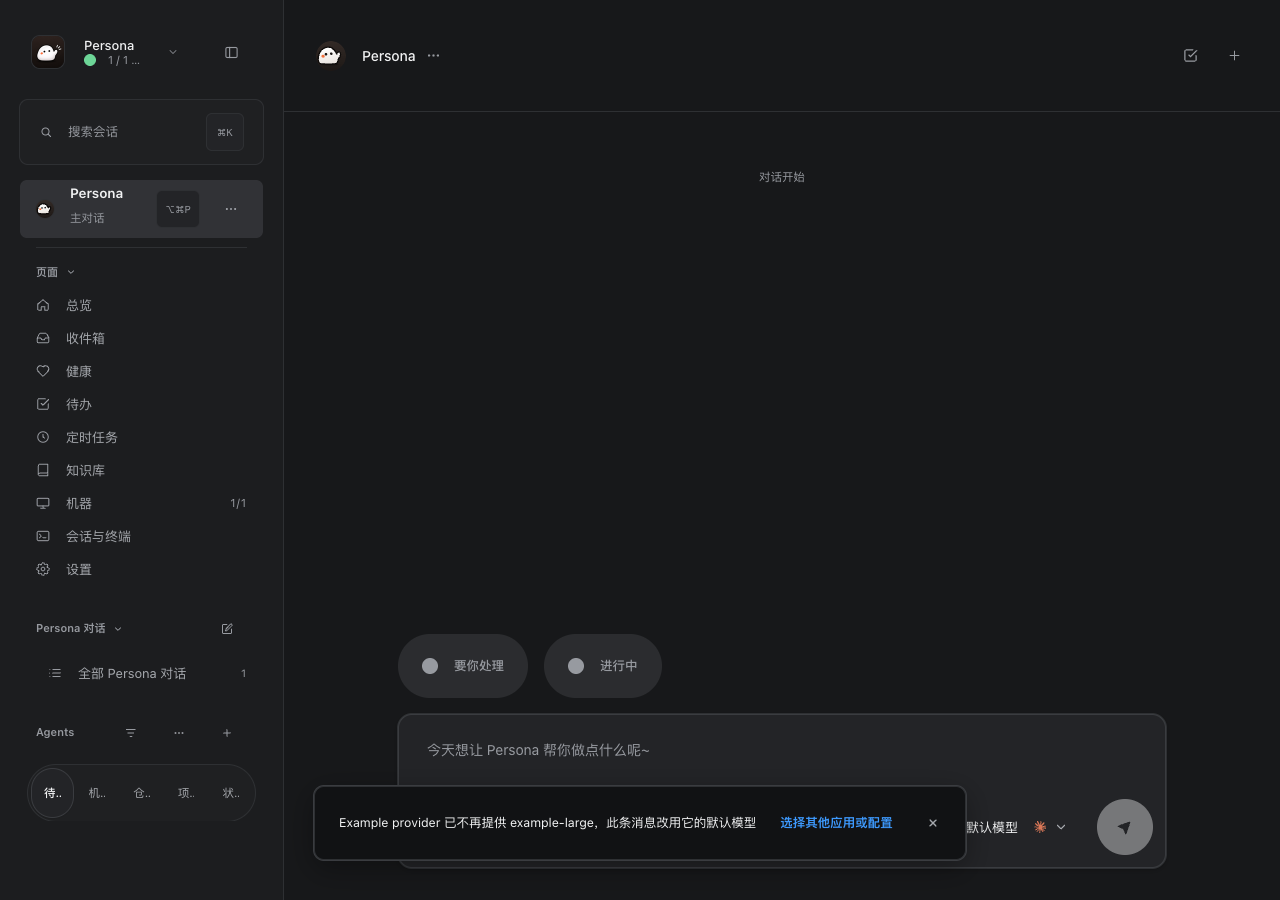 Persona
1 / 1 ...
搜索会话
⌘K
Persona
主对话
⌥⌘P
页面
总览
收件箱
健康
待办
定时任务
知识库
机器
1/1
会话与终端
设置
Persona 对话
全部 Persona 对话
1
Agents
待..
机..
仓..
项..
状..
Persona
对话开始
要你处理
进行中
今天想让 Persona 帮你做点什么呢~
默认模型
Example provider 已不再提供 example-large，此条消息改用它的默认模型
选择其他应用或配置